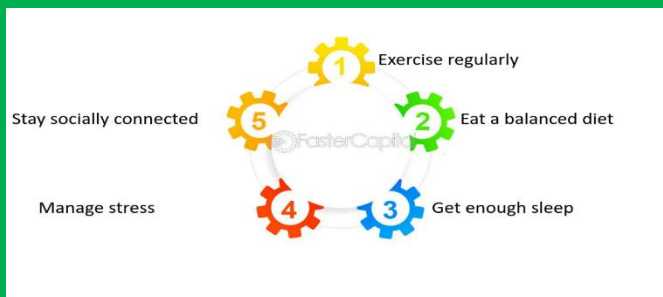 1
Exercise regularly
2
Eat a balanced diet
3
Get enough sleep
4
Manage stress
5
Stay socially connected
FasterCapital